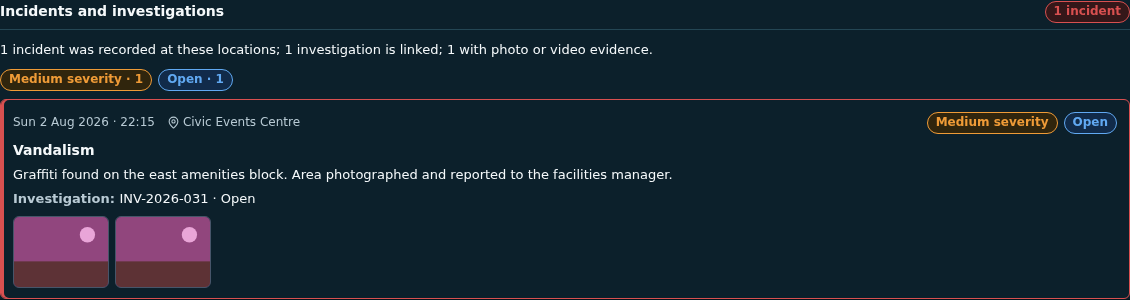 Incidents and investigations
1 incident
1 incident was recorded at these locations; 1 investigation is linked; 1 with photo or video evidence.
Medium severity · 1
Open · 1
Sun 2 Aug 2026 · 22:15
Civic Events Centre
Medium severity
Open
Vandalism
Graffiti found on the east amenities block. Area photographed and reported to the facilities manager.
Investigation: INV-2026-031 · Open